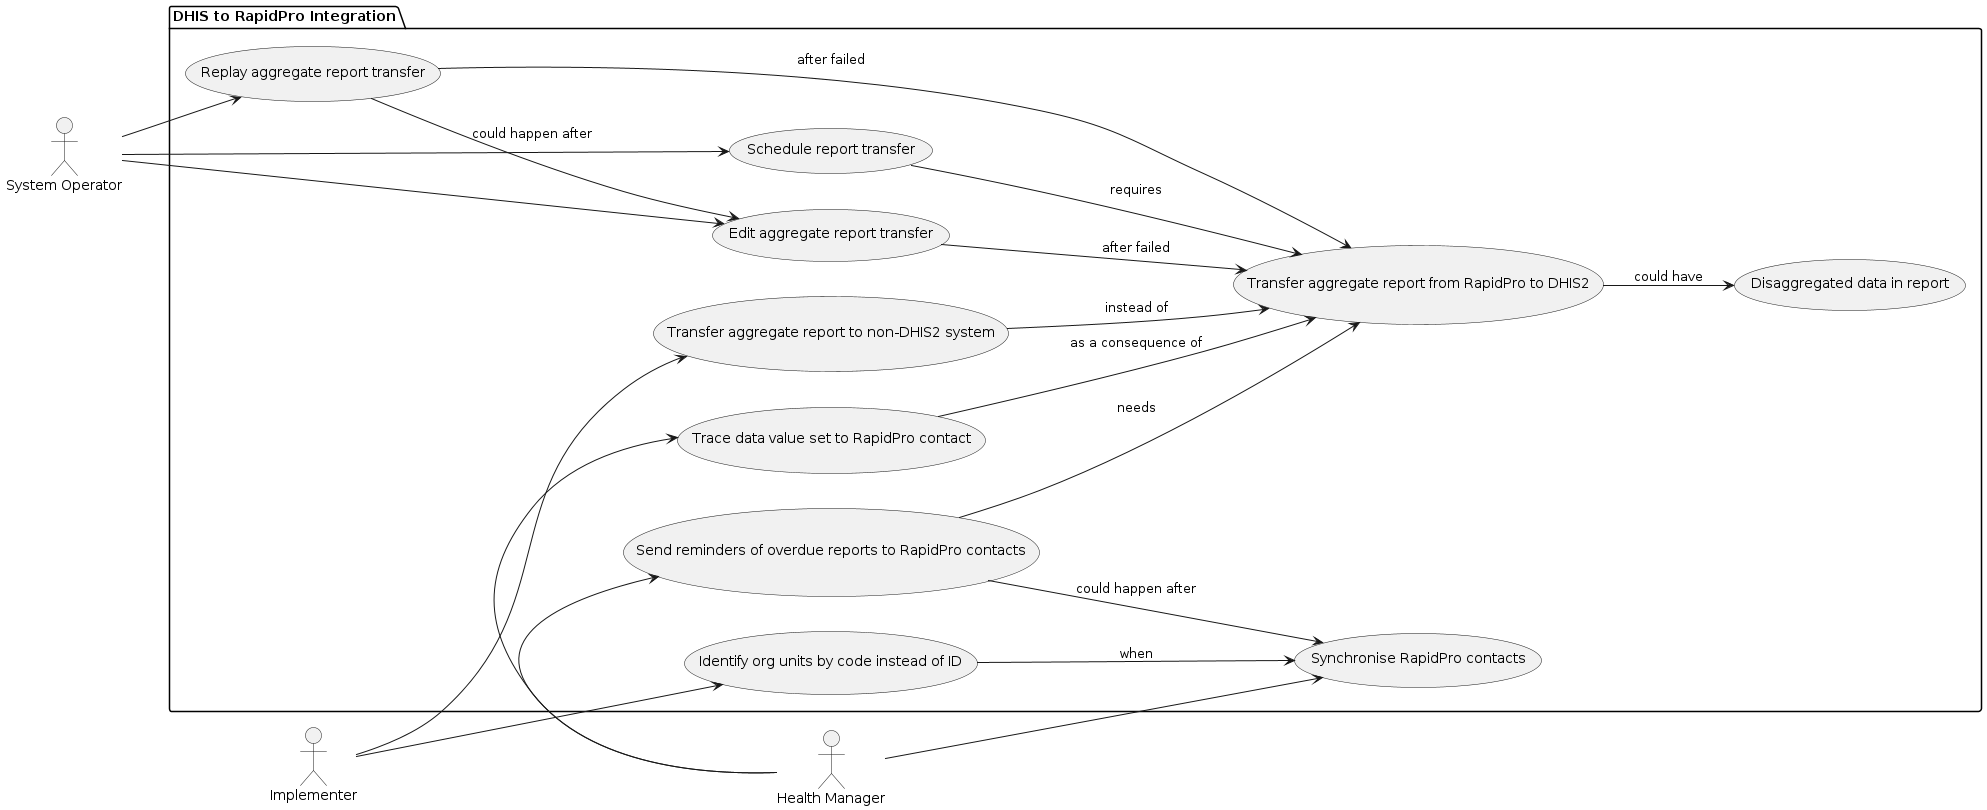 DHIS to RapidPro Integration
Replay aggregate report transfer
after failed
could happen after
Schedule report transfer
System Operator
requires
Edit aggregate report transfer
after failed
Transfer aggregate report from RapidPro to DHIS2
could have
Disaggregated data in report
instead of
Transfer aggregate report to non-DHIS2 system
as a consequence of
needs
Trace data value set to RapidPro contact
Send reminders of overdue reports to RapidPro contacts
could happen after
when
Identify org units by code instead of ID
Synchronise RapidPro contacts
Implementer
Health Manager